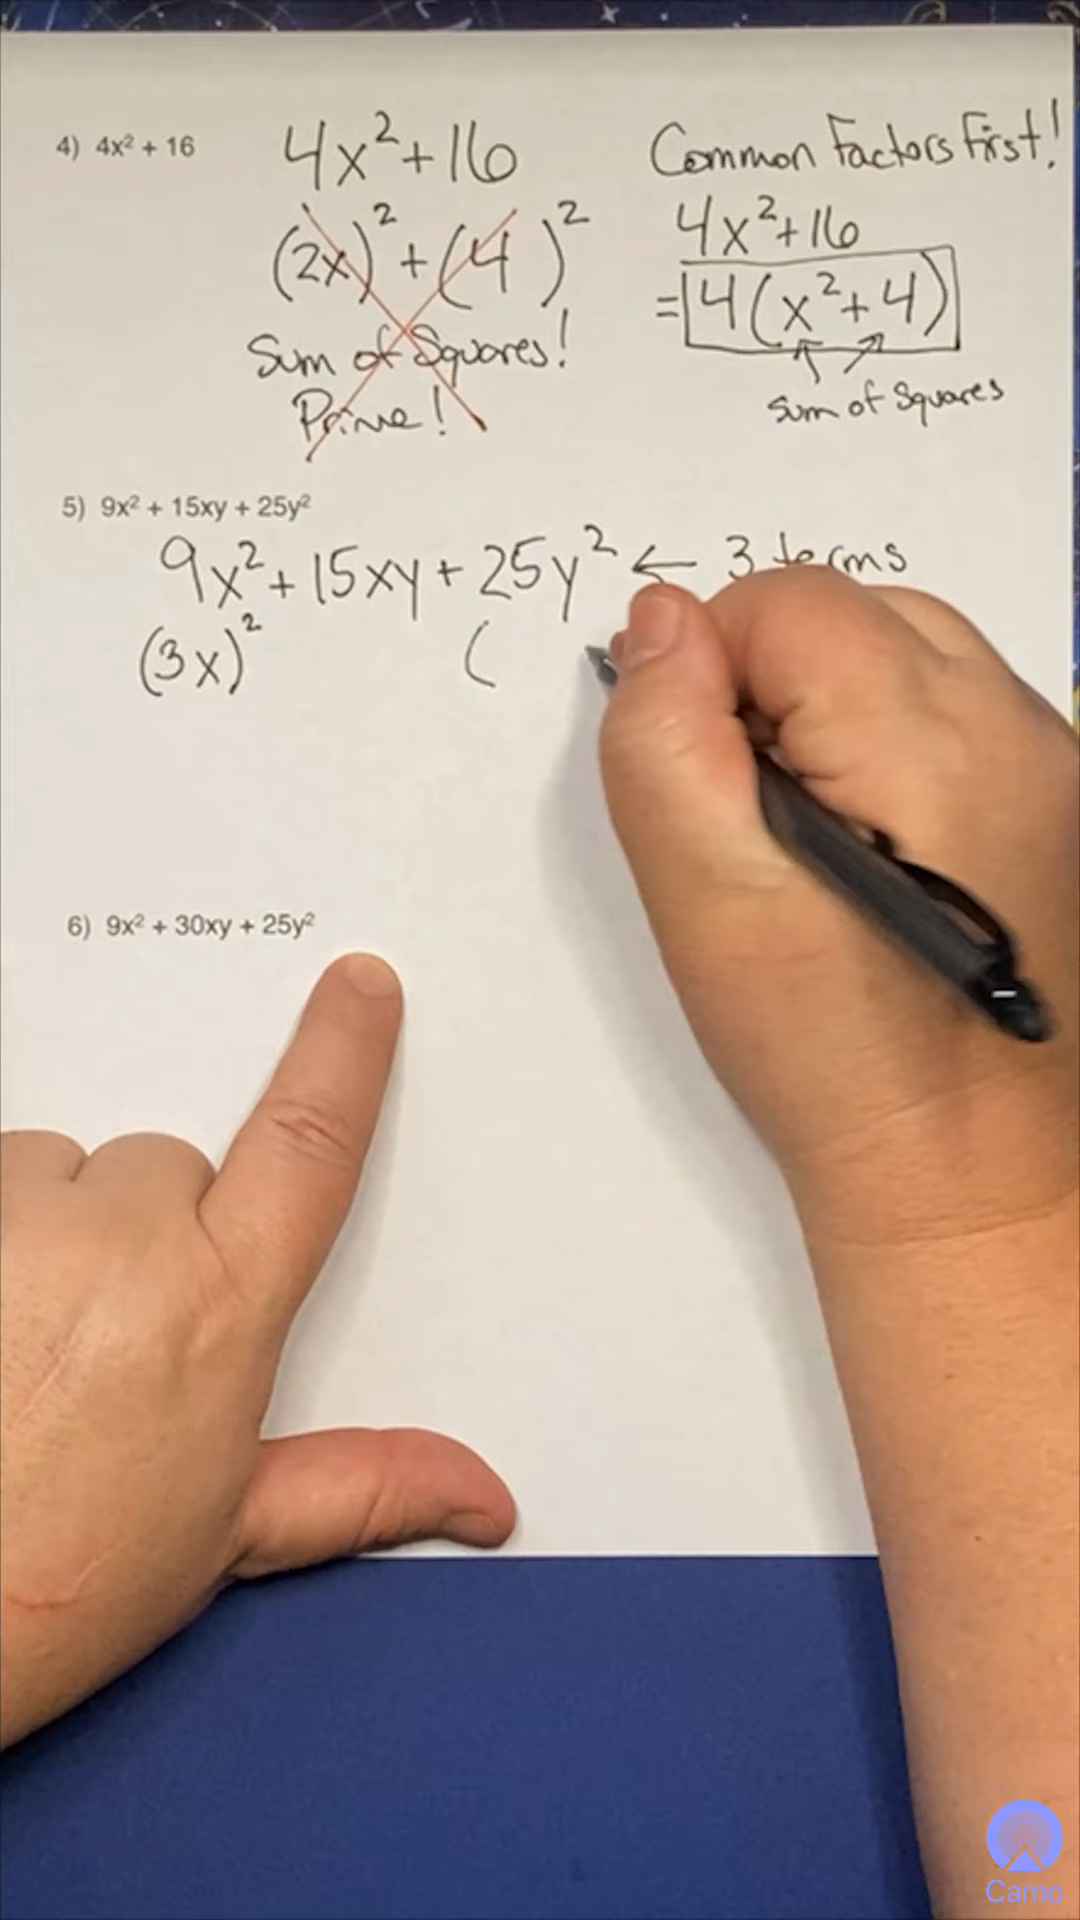 4) 4x² + 16
4x² + 16
(2x)² + (4 )²
Sum of Squares!
Prime!
Common Factors First!
4x² + 16
= 4(x² + 4)
Sum of Squares
5) 9x² + 15xy + 25y²
9x² + 15xy + 25y² ← 3 terms
(3x)² (
6) 9x² + 30xy + 25y²
Camo